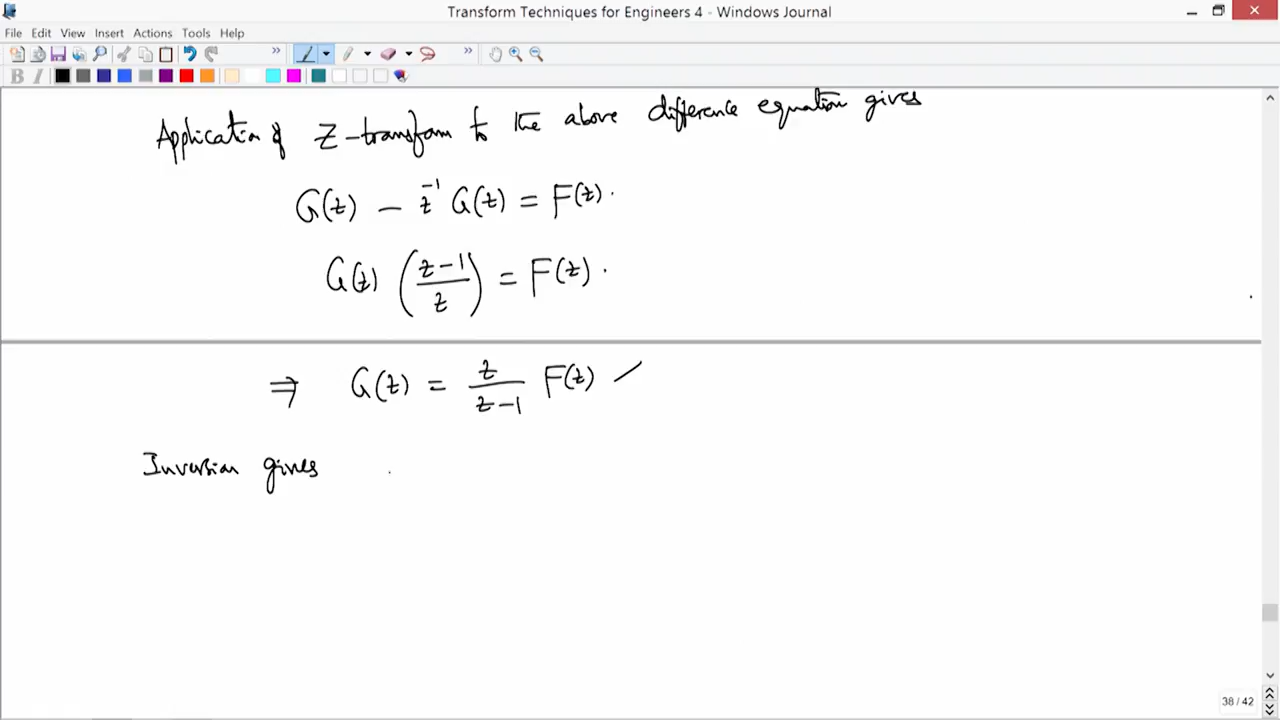 Transform Techniques for Engineers 4 - Windows Journal
File Edit View Insert Actions Tools Help
B I
Application of Z-transform to the above difference equation gives
G(z) - z⁻¹ G(z) = F(z).
G(z) ((z-1)/z) = F(z).
⇒ G(z) = z/(z-1) F(z)
Inversion gives
38 / 42